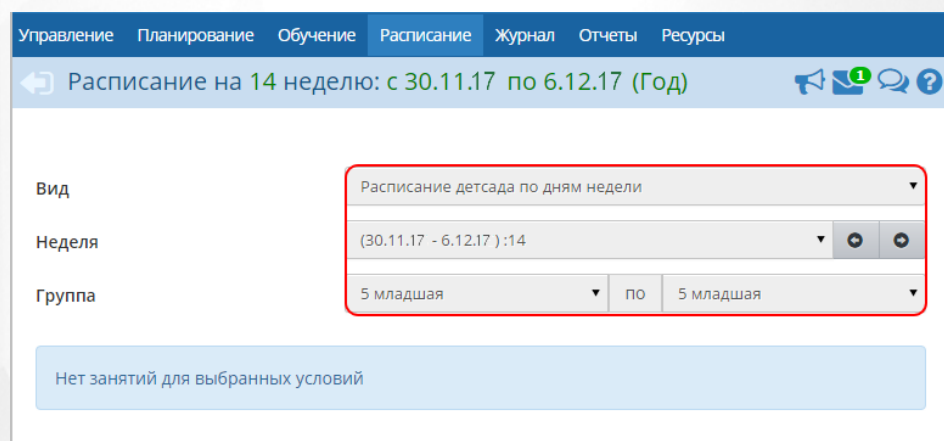 Управление Планирование Обучение Расписание Журнал Отчеты Ресурсы
Расписание на 14 неделю: с 30.11.17 по 6.12.17 (Год) 1 ?
Вид Расписание детсада по дням недели
Неделя (30.11.17 - 6.12.17 ) :14
Группа 5 младшая по 5 младшая
Нет занятий для выбранных условий